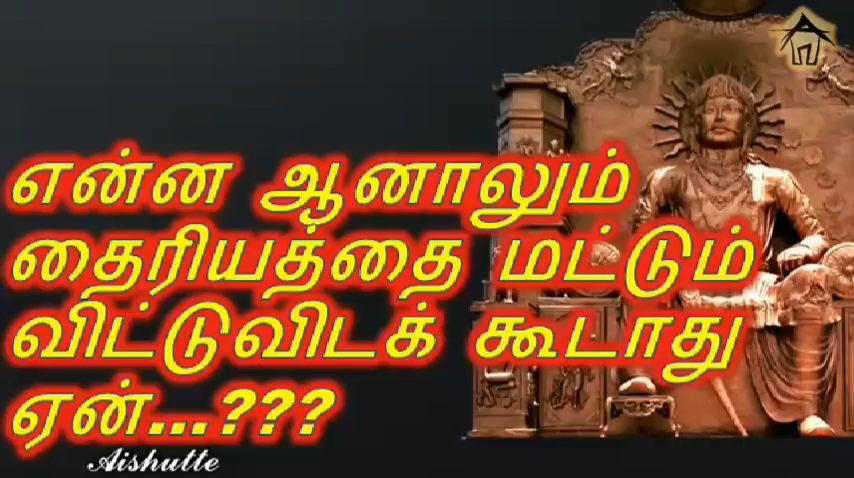 என்ன ஆனாலும்
தைரியத்தை மட்டும்
விட்டுவிடக் கூடாது
ஏன்...???
Aishutte